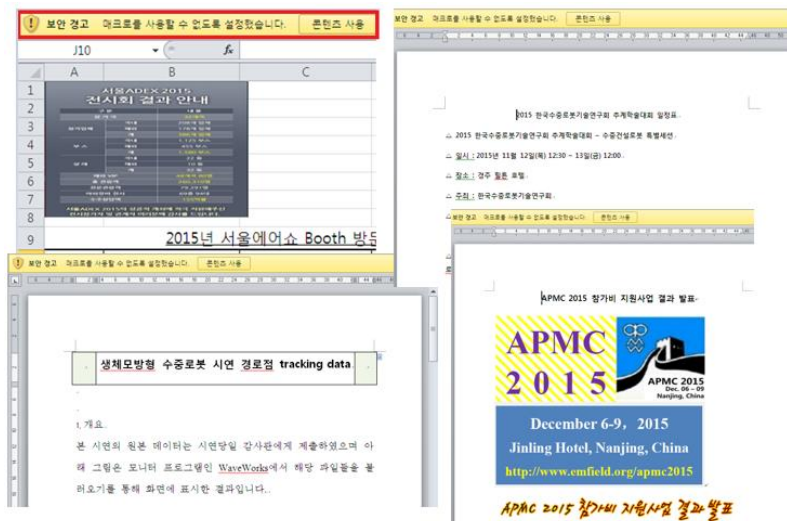 보안 경고 매크로를 사용할 수 없도록 설정했습니다. 콘텐츠 사용
J10 fx
A B C
1
2
3
4
5
6
7
8
9
서울ADEX 2015
전시회 결과 안내
2015년 서울에어쇼 Booth 방문
보안 경고 매크로를 사용할 수 없도록 설정했습니다. 콘텐츠 사용
2015 한국수중로봇기술연구회 추계학술대회 일정표
2015 한국수중로봇기술연구회 추계학술대회 – 수중건설로봇 특별세션
일시 : 2015년 11월 12일(목) 12:30 ~ 13일(금) 12:00
장소 : 경주 힐튼 호텔
주최 : 한국수중로봇기술연구회
보안 경고 매크로를 사용할 수 없도록 설정했습니다. 콘텐츠 사용
생체모방형 수중로봇 시연 경로점 tracking data
1. 개요
본 시연의 원본 데이터는 시연당일 감사관에게 제출하였으며 아
래 그림은 모니터 프로그램인 WaveWorks에서 해당 파일들을 불
러오기를 통해 화면에 표시한 결과입니다.
보안 경고 매크로를 사용할 수 없도록 설정했습니다. 콘텐츠 사용
APMC 2015 참가비 지원사업 결과 발표
APMC
2015
APMC 2015
Dec. 06 - 09
Nanjing, China
December 6-9, 2015
Jinling Hotel, Nanjing, China
http://www.emfield.org/apmc2015
APMC 2015 참가비 지원사업 결과 발표